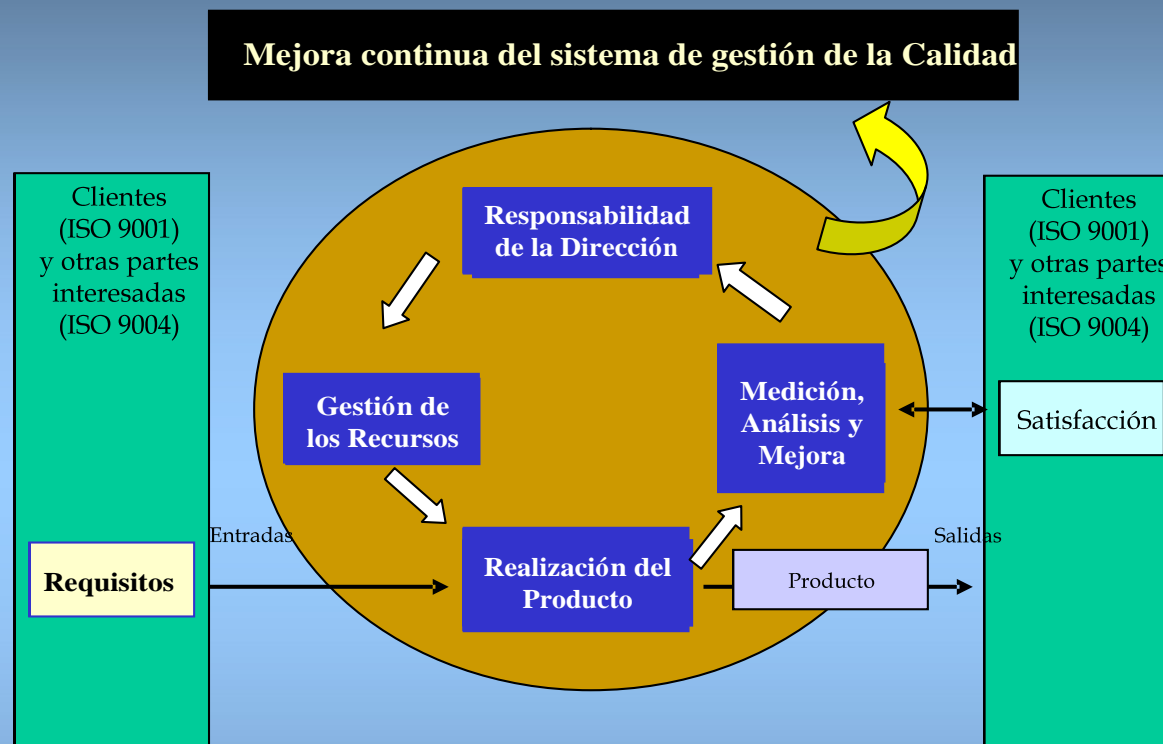 Mejora continua del sistema de gestión de la Calidad
Clientes
(ISO 9001)
y otras partes
interesadas
(ISO 9004)
Responsabilidad
de la Dirección
Clientes
(ISO 9001)
y otras partes
interesadas
(ISO 9004)
Gestión de
los Recursos
Medición,
Análisis y
Mejora
Satisfacción
Entradas
Salidas
Requisitos
Realización del
Producto
Producto